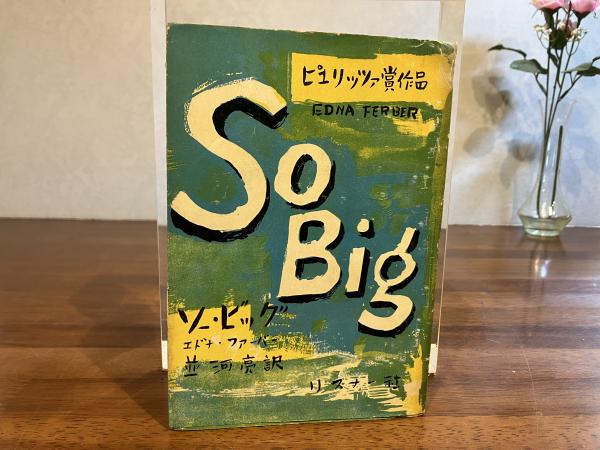 ピュリッツァ賞作品
EDNA FERBER
So
Big
ソー・ビッグ
エドナ・ファーバー
並河亮訳
リスナー社